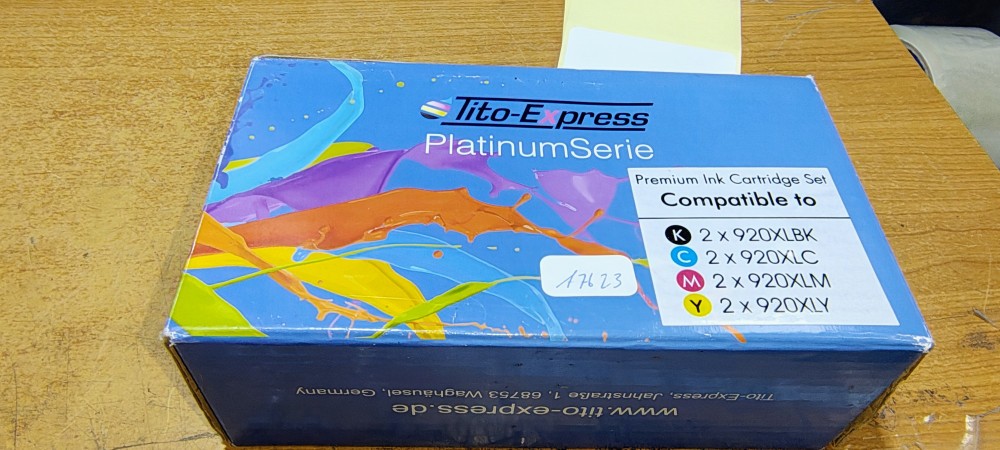 Tito-Express
PlatinumSerie
Premium Ink Cartridge Set
Compatible to
K 2 x 920XLBK
C 2 x 920XLC
M 2 x 920XLM
Y 2 x 920XLY
17623
www.tito-express.de
Tito-Express, Jahnstraße 1, 68753 Waghäusel, Germany